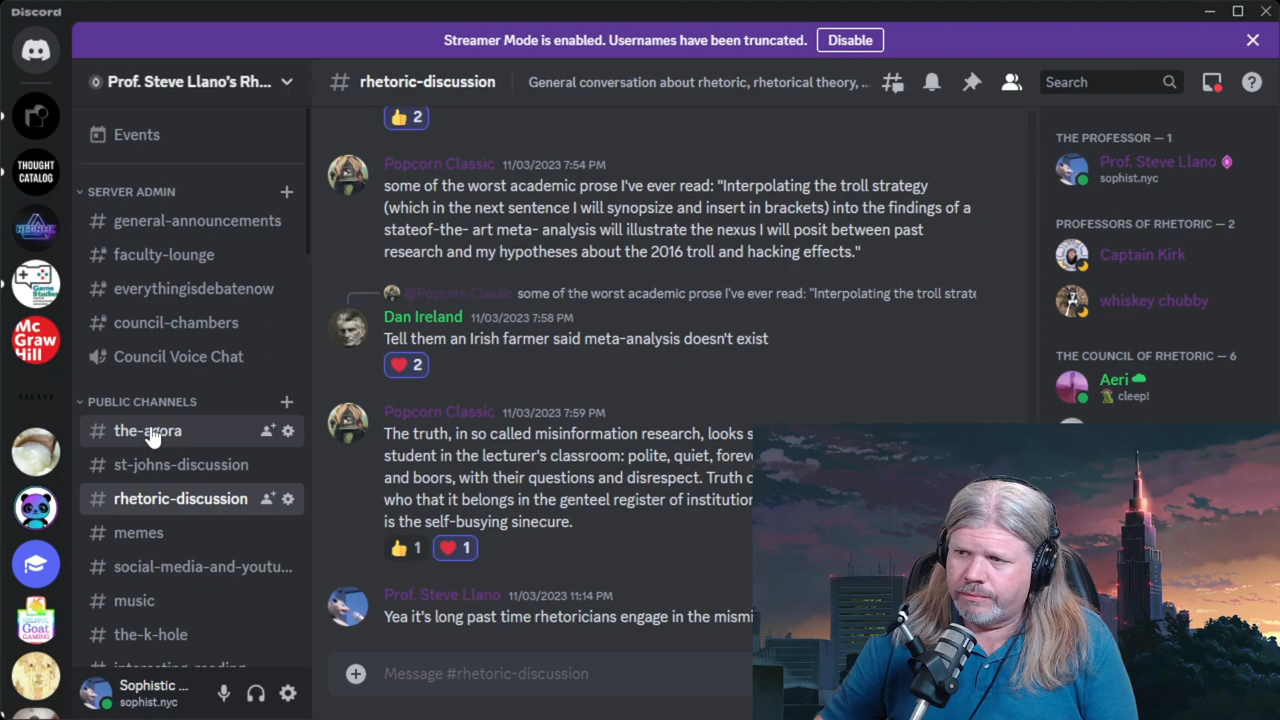 Discord
Streamer Mode is enabled. Usernames have been truncated.
Disable
Prof. Steve Llano's Rh...
rhetoric-discussion
General conversation about rhetoric, rhetorical theory, ...
Search
Events
SERVER ADMIN
general-announcements
faculty-lounge
everythingisdebatenow
council-chambers
Council Voice Chat
PUBLIC CHANNELS
the-agora
st-johns-discussion
rhetoric-discussion
memes
social-media-and-youtu...
music
the-k-hole
interesting-reading
Sophistic ...
sophist.nyc
THOUGHT
CATALOG
Game
Studies
Mc
Graw
Hill
HELPFUL
Goat
GAMING
2
Popcorn Classic 11/03/2023 7:54 PM
some of the worst academic prose I've ever read: "Interpolating the troll strategy
(which in the next sentence I will synopsize and insert in brackets) into the findings of a
stateof-the- art meta- analysis will illustrate the nexus I will posit between past
research and my hypotheses about the 2016 troll and hacking effects."
@Popcorn Classic some of the worst academic prose I've ever read: "Interpolating the troll strate
Dan Ireland 11/03/2023 7:58 PM
Tell them an Irish farmer said meta-analysis doesn't exist
2
Popcorn Classic 11/03/2023 7:59 PM
The truth, in so called misinformation research, looks s
student in the lecturer's classroom: polite, quiet, forev
and boors, with their questions and disrespect. Truth
who that it belongs in the genteel register of institution
is the self-busying sinecure.
1 1
Prof. Steve Llano 11/03/2023 11:14 PM
Yea it's long past time rhetoricians engage in the mismi
Message #rhetoric-discussion
THE PROFESSOR — 1
Prof. Steve Llano
sophist.nyc
PROFESSORS OF RHETORIC — 2
Captain Kirk
whiskey chubby
THE COUNCIL OF RHETORIC — 6
Aeri
cleep!